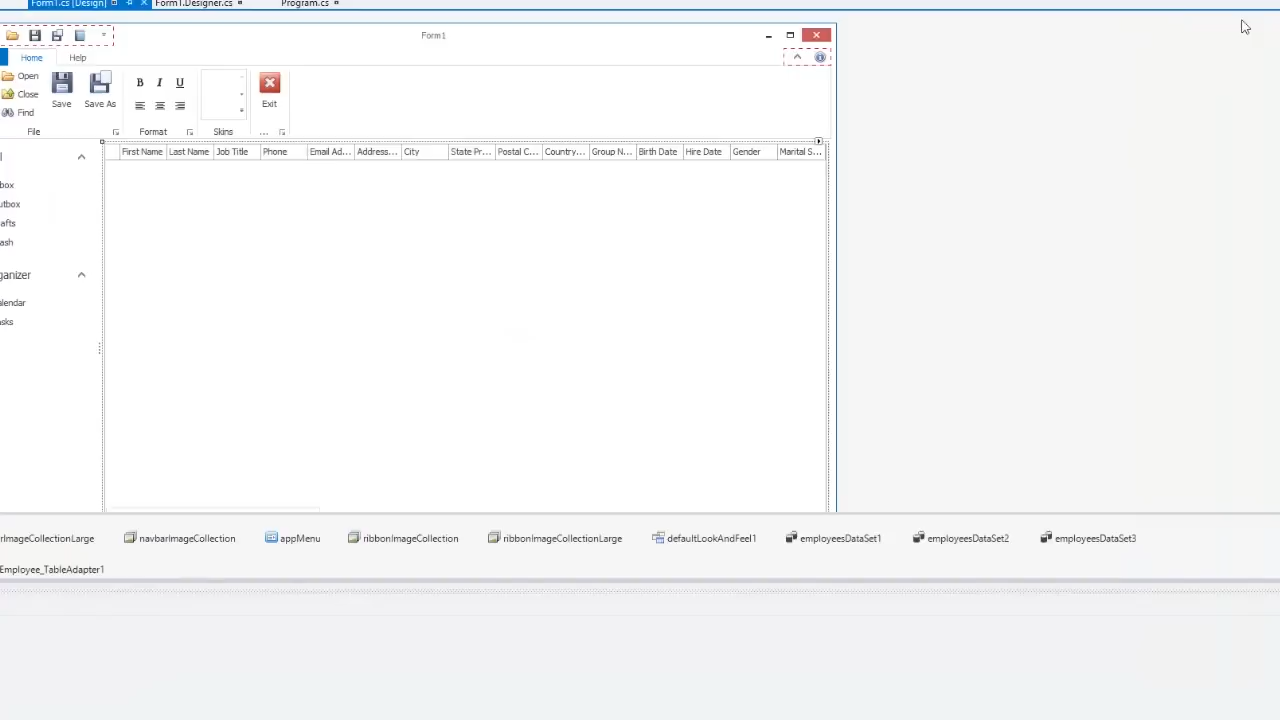 Form1.cs [Design] Form1.Designer.cs Program.cs
Form1
Home Help
Open
Close
Find
Save
Save As
B I U
Exit
File Format Skins ...
First Name Last Name Job Title Phone Email Ad... Address... City State Pr... Postal C... Country... Group N... Birth Date Hire Date Gender Marital S...
l
box
utbox
afts
ash
ganizer
alendar
asks
rImageCollectionLarge navbarImageCollection appMenu ribbonImageCollection ribbonImageCollectionLarge defaultLookAndFeel1 employeesDataSet1 employeesDataSet2 employeesDataSet3
Employee_TableAdapter1